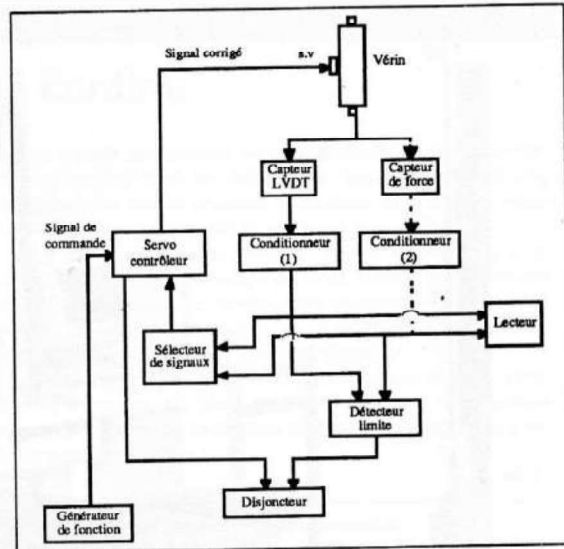 Signal corrigé
s.v
Vérin
Capteur
LVDT
Capteur
de force
Signal de
commande
Servo
contrôleur
Conditionneur
(1)
Conditionneur
(2)
Lecteur
Sélecteur
de signaux
Détecteur
limite
Disjoncteur
Générateur
de fonction